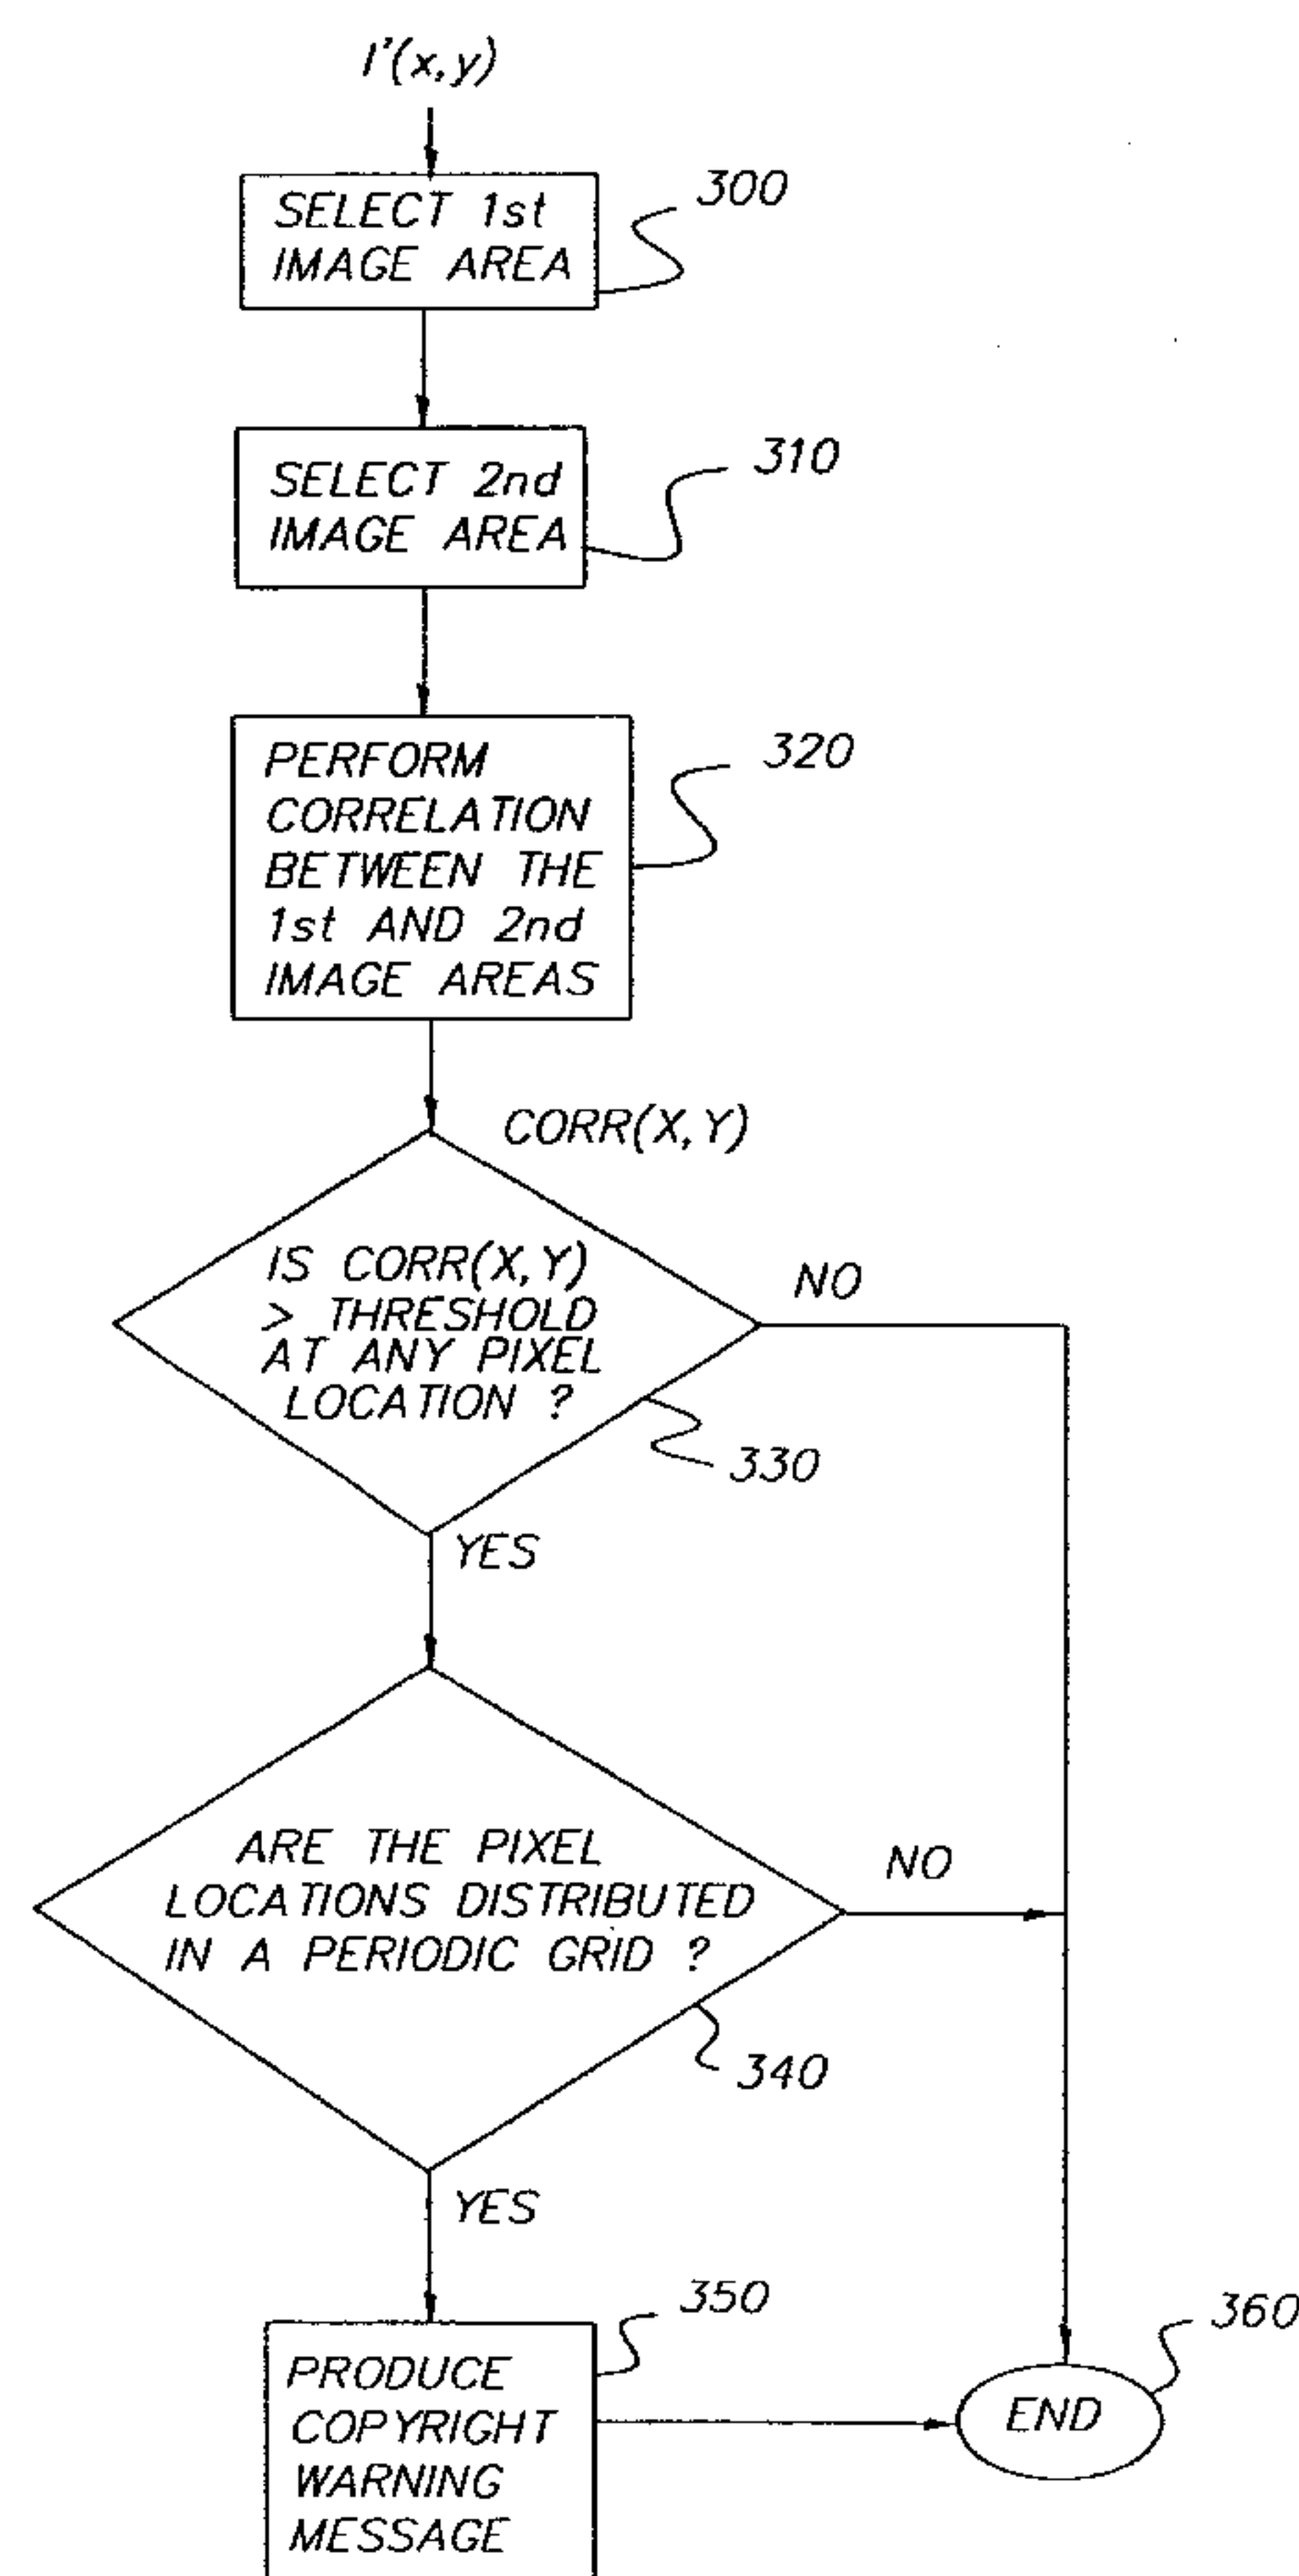 I'(x,y)
SELECT 1st
IMAGE AREA
300
SELECT 2nd
IMAGE AREA
310
PERFORM
CORRELATION
BETWEEN THE
1st AND 2nd
IMAGE AREAS
320
CORR(X,Y)
IS CORR(X,Y)
> THRESHOLD
AT ANY PIXEL
LOCATION ?
NO
330
YES
ARE THE PIXEL
LOCATIONS DISTRIBUTED
IN A PERIODIC GRID ?
NO
340
YES
PRODUCE
COPYRIGHT
WARNING
MESSAGE
350
END
360